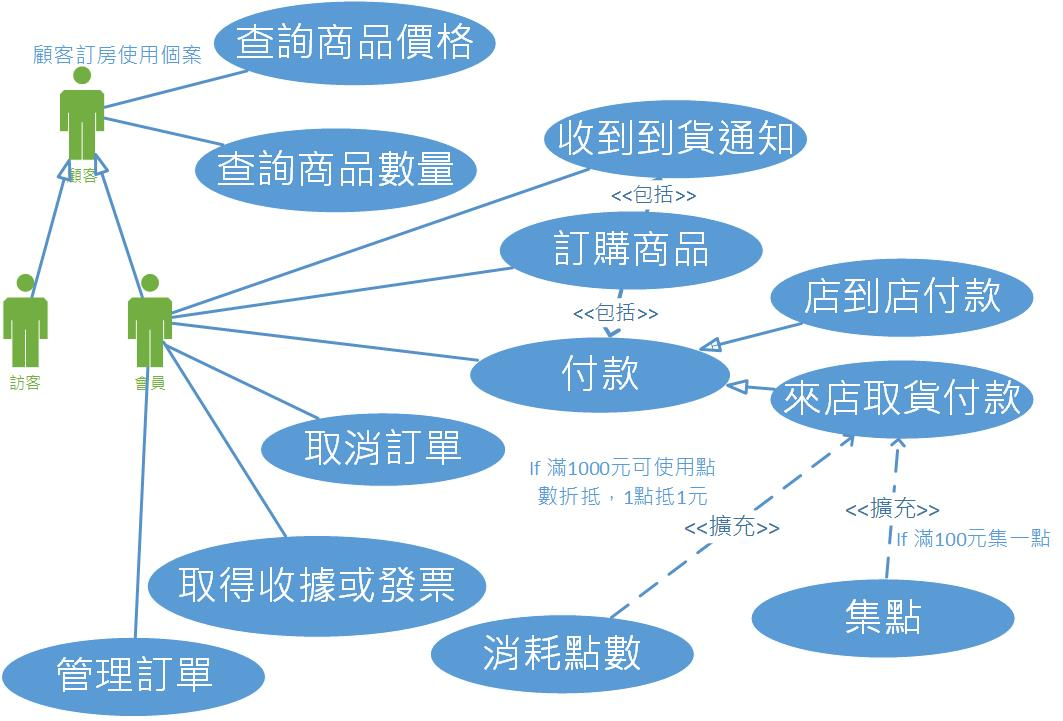 查詢商品價格
顧客訂房使用個案
收到到貨通知
查詢商品數量
顧客
<<包括>>
訂購商品
店到店付款
<<包括>>
付款
訪客
會員
來店取貨付款
取消訂單
If 滿1000元可使用點
數折抵，1點抵1元
<<擴充>>
<<擴充>>
If 滿100元集一點
取得收據或發票
集點
消耗點數
管理訂單